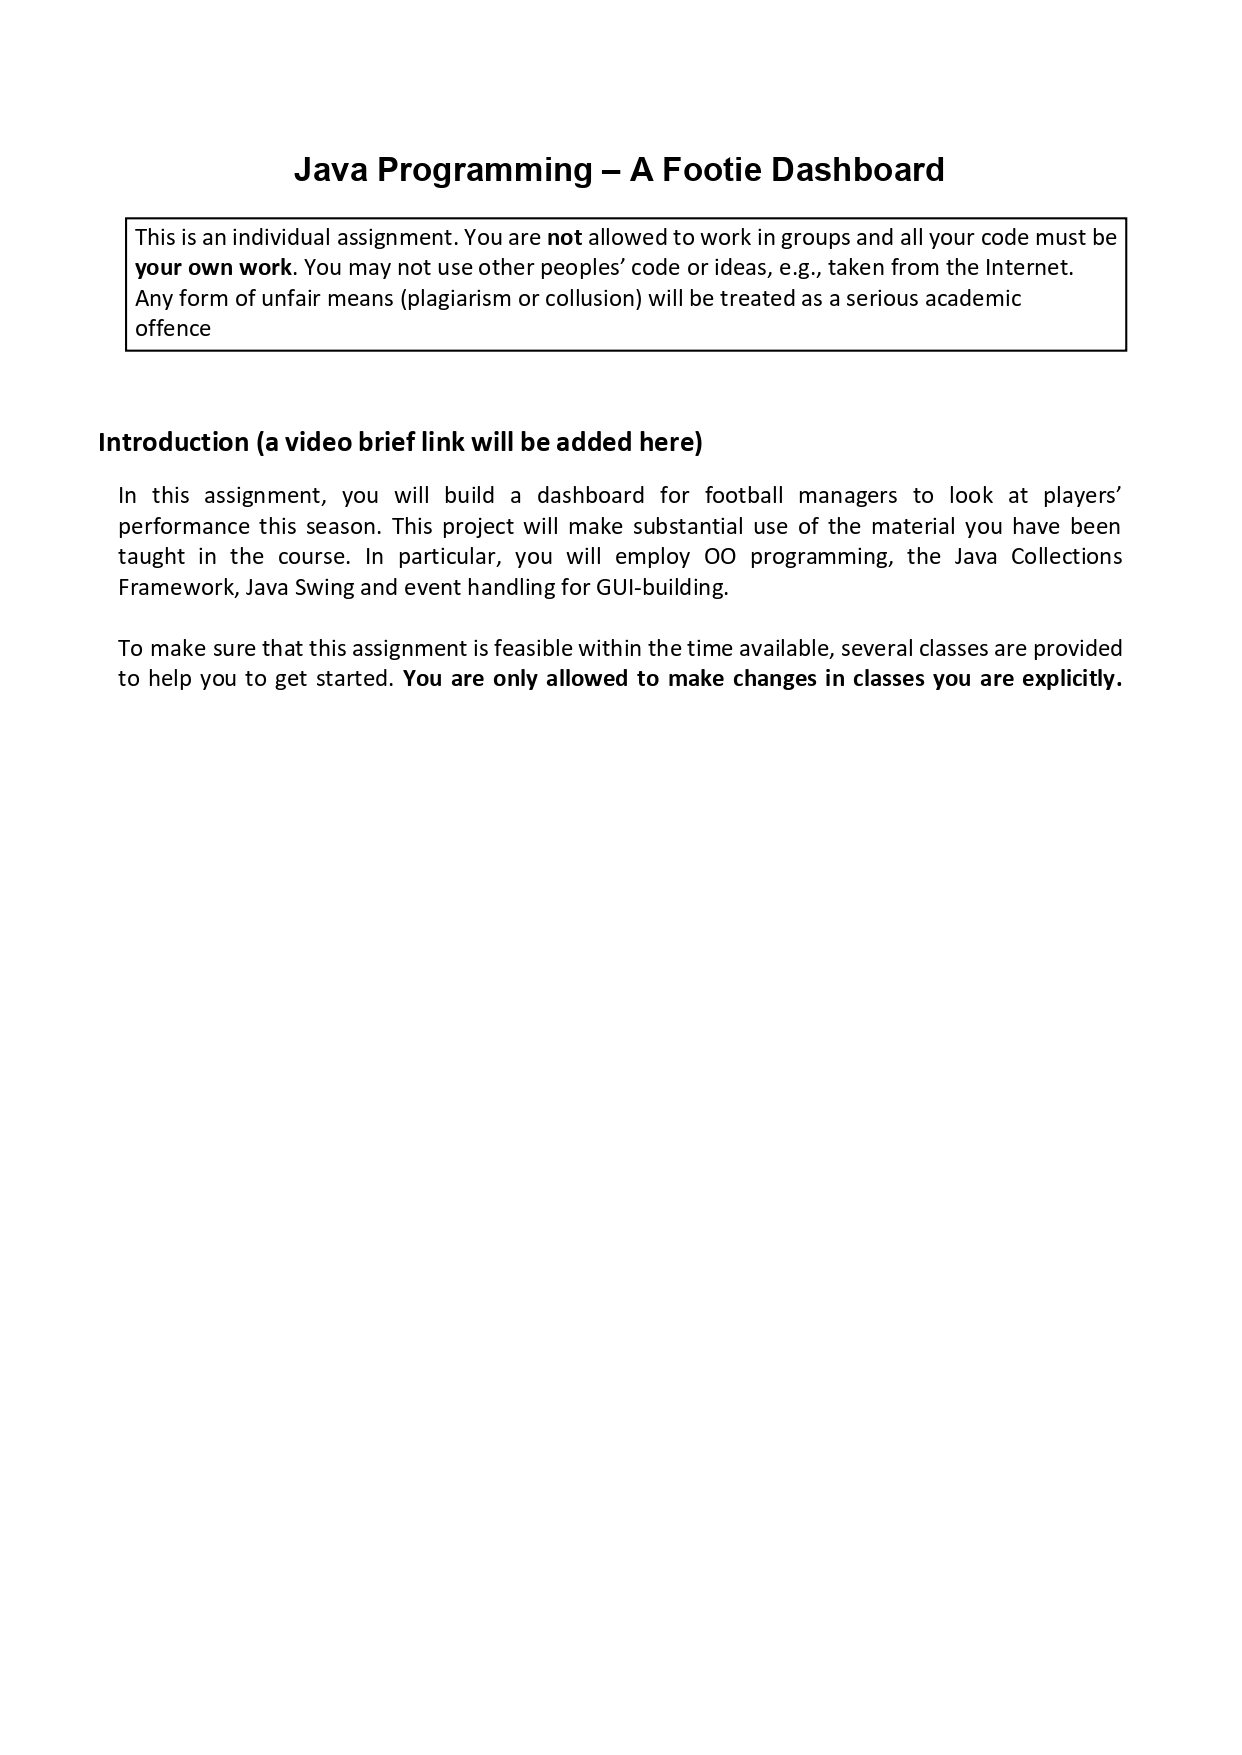 Java Programming – A Footie Dashboard
This is an individual assignment. You are not allowed to work in groups and all your code must be
your own work. You may not use other peoples’ code or ideas, e.g., taken from the Internet.
Any form of unfair means (plagiarism or collusion) will be treated as a serious academic
offence
Introduction (a video brief link will be added here)
In this assignment, you will build a dashboard for football managers to look at players’
performance this season. This project will make substantial use of the material you have been
taught in the course. In particular, you will employ OO programming, the Java Collections
Framework, Java Swing and event handling for GUI-building.
To make sure that this assignment is feasible within the time available, several classes are provided
to help you to get started. You are only allowed to make changes in classes you are explicitly.